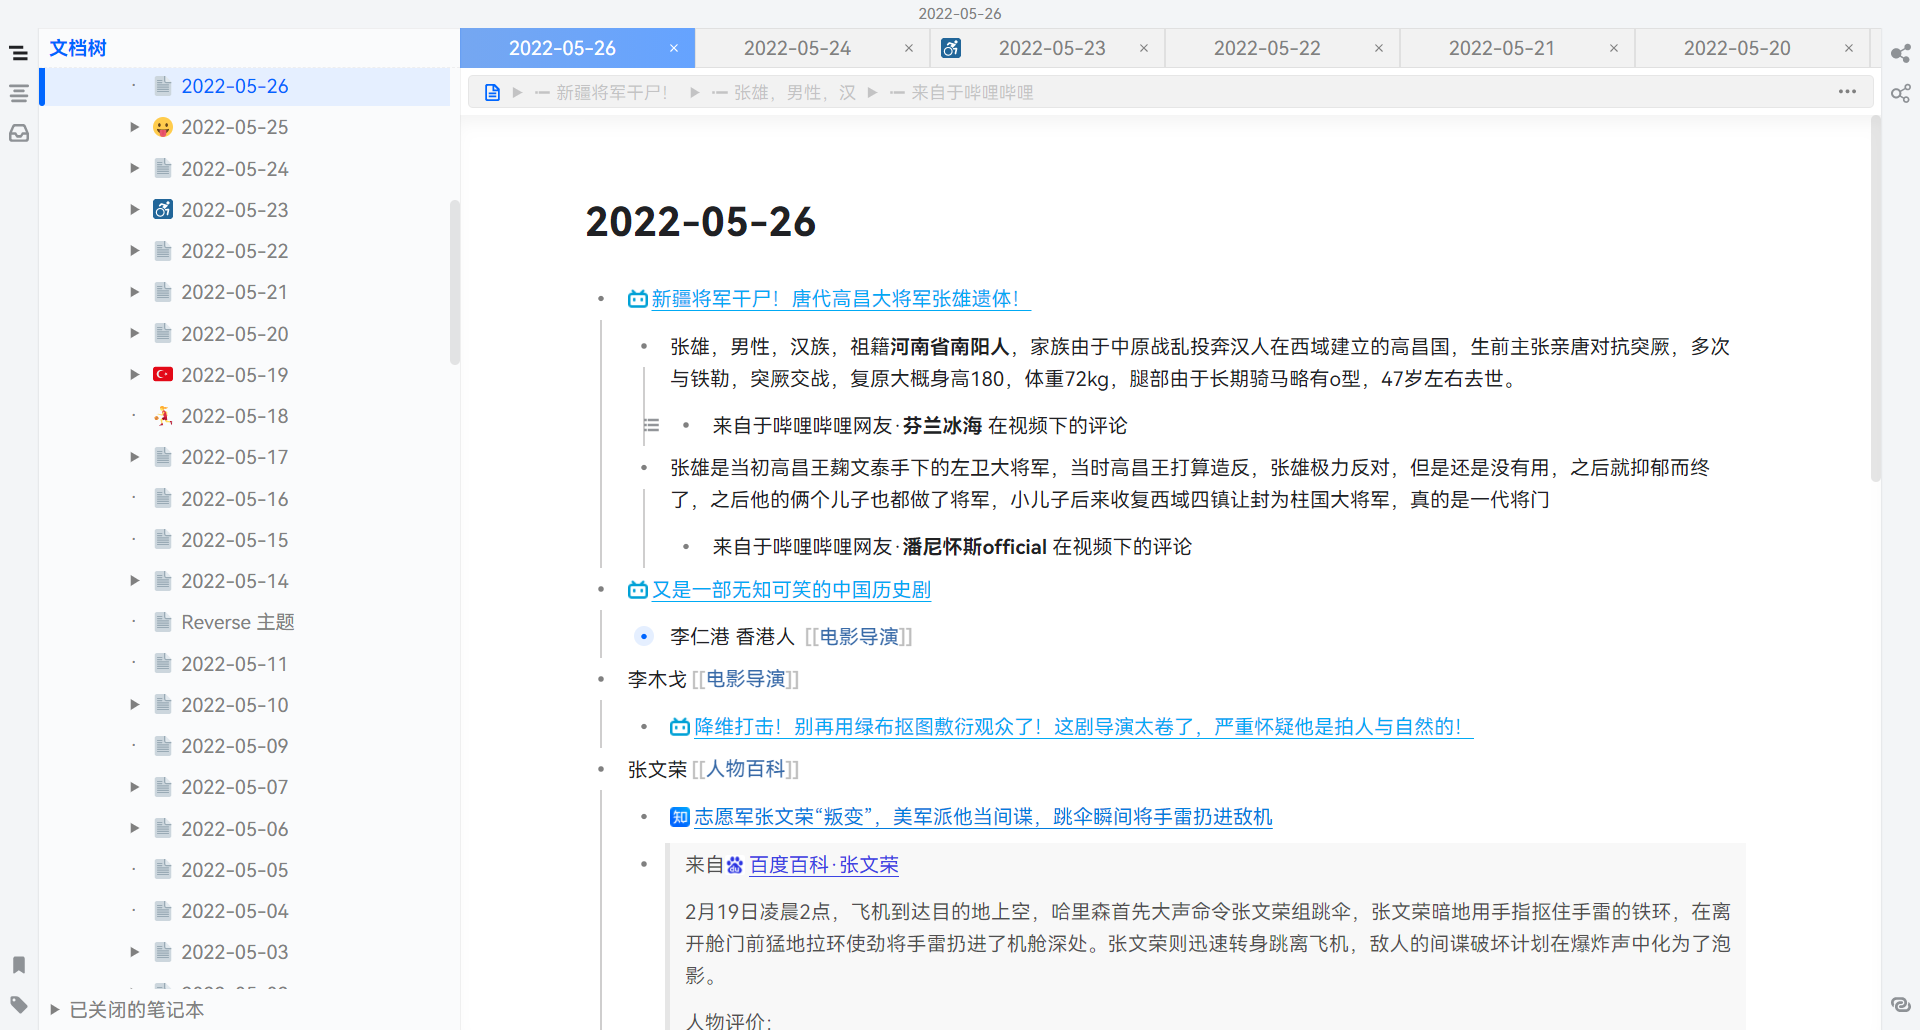 2022-05-26
文档树
2022-05-26
2022-05-25
2022-05-24
2022-05-23
2022-05-22
2022-05-21
2022-05-20
2022-05-19
2022-05-18
2022-05-17
2022-05-16
2022-05-15
2022-05-14
Reverse 主题
2022-05-11
2022-05-10
2022-05-09
2022-05-07
2022-05-06
2022-05-05
2022-05-04
2022-05-03
已关闭的笔记本
2022-05-26
2022-05-24
2022-05-23
2022-05-22
2022-05-21
2022-05-20
新疆将军干尸！ 张雄，男性，汉 来自于哔哩哔哩
2022-05-26
新疆将军干尸！唐代高昌大将军张雄遗体！
张雄，男性，汉族，祖籍河南省南阳人，家族由于中原战乱投奔汉人在西域建立的高昌国，生前主张亲唐对抗突厥，多次
与铁勒，突厥交战，复原大概身高180，体重72kg，腿部由于长期骑马略有o型，47岁左右去世。
来自于哔哩哔哩网友·芬兰冰海 在视频下的评论
张雄是当初高昌王麹文泰手下的左卫大将军，当时高昌王打算造反，张雄极力反对，但是还是没有用，之后就抑郁而终
了，之后他的俩个儿子也都做了将军，小儿子后来收复西域四镇让封为柱国大将军，真的是一代将门
来自于哔哩哔哩网友·潘尼怀斯official 在视频下的评论
又是一部无知可笑的中国历史剧
李仁港 香港人 [[电影导演]]
李木戈 [[电影导演]]
降维打击！别再用绿布抠图敷衍观众了！这剧导演太卷了，严重怀疑他是拍人与自然的！
张文荣 [[人物百科]]
知 志愿军张文荣“叛变”，美军派他当间谍，跳伞瞬间将手雷扔进敌机
来自 百度百科·张文荣
2月19日凌晨2点，飞机到达目的地上空，哈里森首先大声命令张文荣组跳伞，张文荣暗地用手指抠住手雷的铁环，在离
开舱门前猛地拉环使劲将手雷扔进了机舱深处。张文荣则迅速转身跳离飞机，敌人的间谍破坏计划在爆炸声中化为了泡
影。
人物评价：